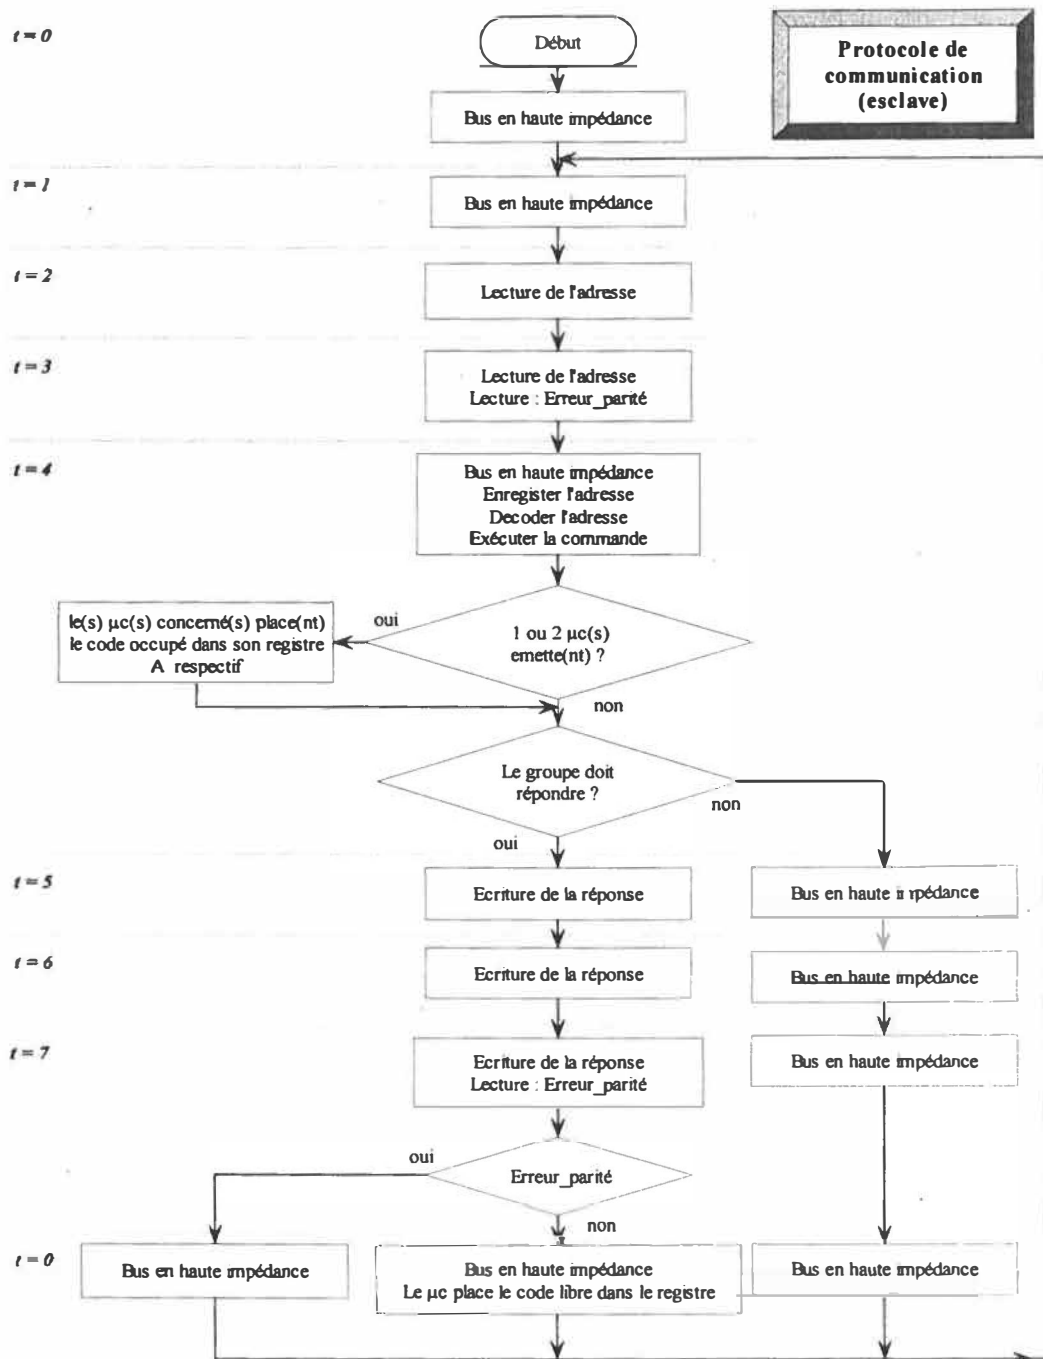 t = 0
Début
Protocole de
communication
(esclave)
Bus en haute impédance
t = 1
Bus en haute impédance
t = 2
Lecture de l'adresse
t = 3
Lecture de l'adresse
Lecture : Erreur_parité
t = 4
Bus en haute impédance
Enregister l'adresse
Decoder l'adresse
Exécuter la commande
le(s) µc(s) concerné(s) place(nt)
le code occupé dans son registre
A respectif
oui
1 ou 2 µc(s)
emette(nt) ?
non
Le groupe doit
répondre ?
non
oui
t = 5
Ecriture de la réponse
Bus en haute impédance
t = 6
Ecriture de la réponse
Bus en haute impédance
t = 7
Ecriture de la réponse
Lecture : Erreur_parité
Bus en haute impédance
oui
Erreur_parité
non
t = 0
Bus en haute impédance
Bus en haute impédance
Le µc place le code libre dans le registre
Bus en haute impédance